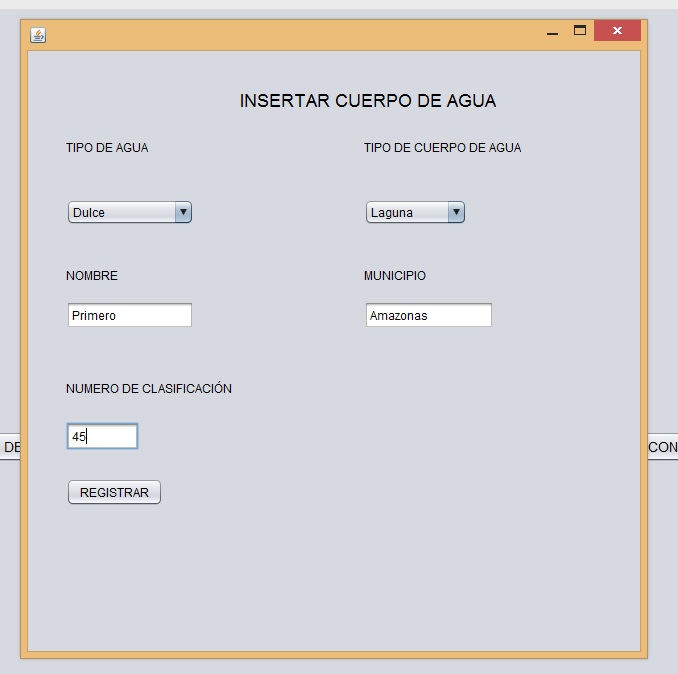 INSERTAR CUERPO DE AGUA
TIPO DE AGUA TIPO DE CUERPO DE AGUA
Dulce Laguna
NOMBRE MUNICIPIO
Primero Amazonas
NUMERO DE CLASIFICACIÓN
45
DE CON
REGISTRAR